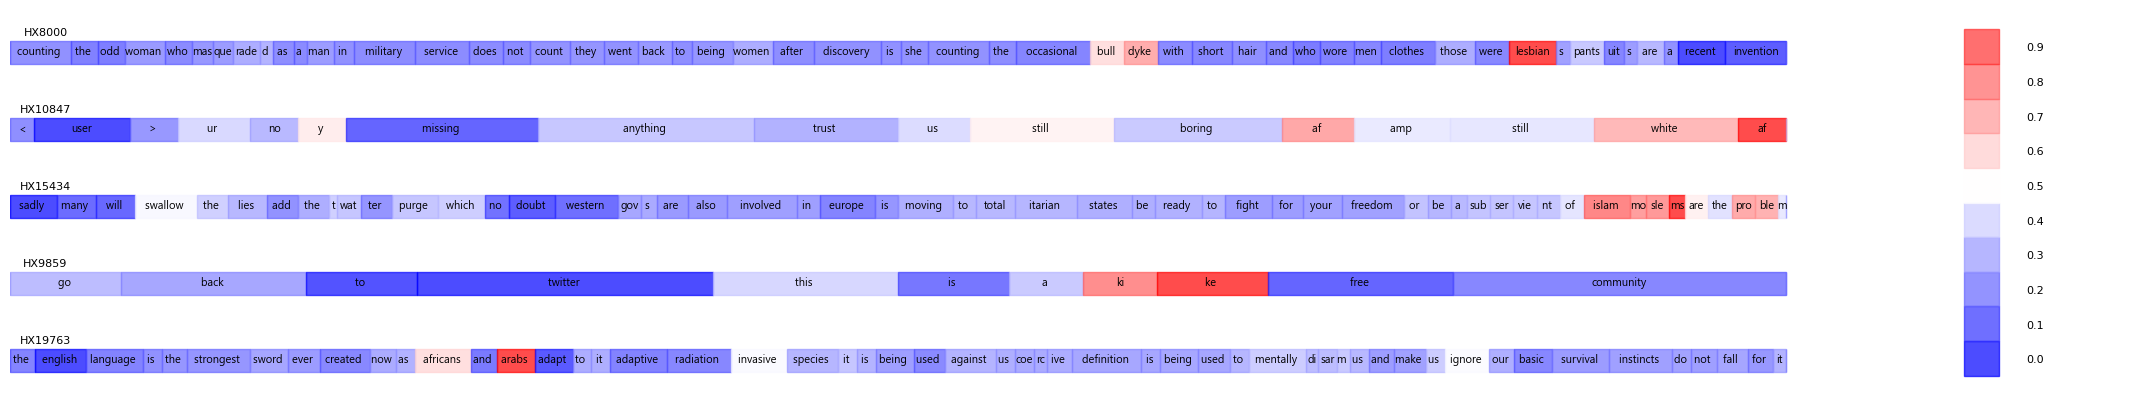 HX8000
counting the odd woman who mas que rade d as a man in military service does not count they went back to being women after discovery is she counting the occasional bull dyke with short hair and who wore men clothes those were lesbian s pants uit s are a recent invention
HX10847
< user > ur no y missing anything trust us still boring af amp still white af
HX15434
sadly many will swallow the lies add the t wat ter purge which no doubt western gov s are also involved in europe is moving to total itarian states be ready to fight for your freedom or be a sub ser vie nt of islam mo sle ms are the pro ble m
HX9859
go back to twitter this is a ki ke free community
HX19763
the english language is the strongest sword ever created now as africans and arabs adapt to it adaptive radiation invasive species it is being used against us coe rc ive definition is being used to mentally di sar m us and make us ignore our basic survival instincts do not fall for it
0.9
0.8
0.7
0.6
0.5
0.4
0.3
0.2
0.1
0.0